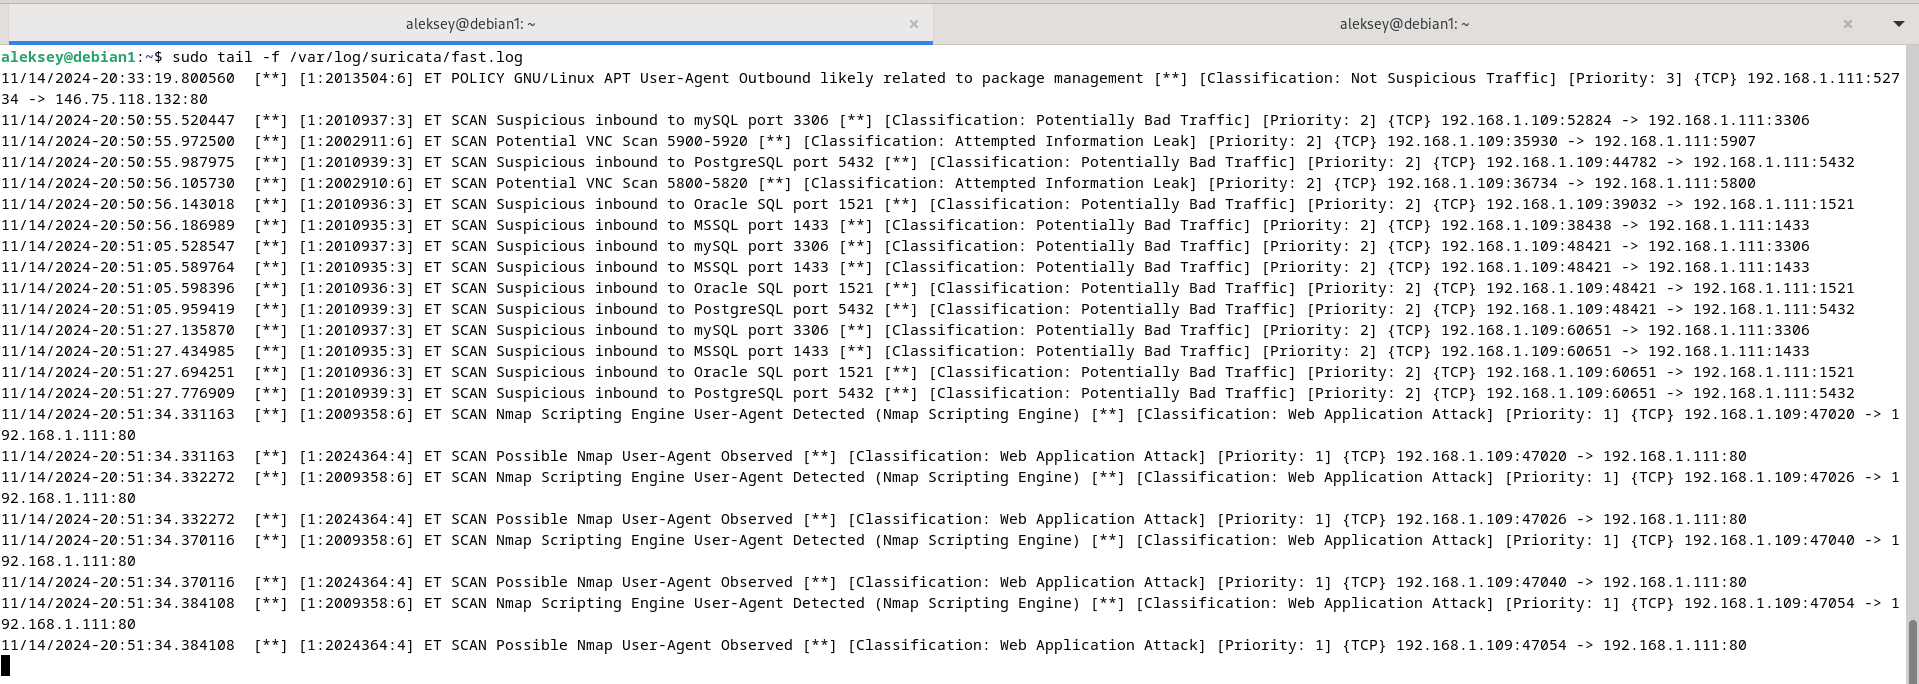 aleksey@debian1: ~ × aleksey@debian1: ~ ×
aleksey@debian1:~$ sudo tail -f /var/log/suricata/fast.log
11/14/2024-20:33:19.800560  [**] [1:2013504:6] ET POLICY GNU/Linux APT User-Agent Outbound likely related to package management [**] [Classification: Not Suspicious Traffic] [Priority: 3] {TCP} 192.168.1.111:527
34 -> 146.75.118.132:80
11/14/2024-20:50:55.520447  [**] [1:2010937:3] ET SCAN Suspicious inbound to mySQL port 3306 [**] [Classification: Potentially Bad Traffic] [Priority: 2] {TCP} 192.168.1.109:52824 -> 192.168.1.111:3306
11/14/2024-20:50:55.972500  [**] [1:2002911:6] ET SCAN Potential VNC Scan 5900-5920 [**] [Classification: Attempted Information Leak] [Priority: 2] {TCP} 192.168.1.109:35930 -> 192.168.1.111:5907
11/14/2024-20:50:55.987975  [**] [1:2010939:3] ET SCAN Suspicious inbound to PostgreSQL port 5432 [**] [Classification: Potentially Bad Traffic] [Priority: 2] {TCP} 192.168.1.109:44782 -> 192.168.1.111:5432
11/14/2024-20:50:56.105730  [**] [1:2002910:6] ET SCAN Potential VNC Scan 5800-5820 [**] [Classification: Attempted Information Leak] [Priority: 2] {TCP} 192.168.1.109:36734 -> 192.168.1.111:5800
11/14/2024-20:50:56.143018  [**] [1:2010936:3] ET SCAN Suspicious inbound to Oracle SQL port 1521 [**] [Classification: Potentially Bad Traffic] [Priority: 2] {TCP} 192.168.1.109:39032 -> 192.168.1.111:1521
11/14/2024-20:50:56.186989  [**] [1:2010935:3] ET SCAN Suspicious inbound to MSSQL port 1433 [**] [Classification: Potentially Bad Traffic] [Priority: 2] {TCP} 192.168.1.109:38438 -> 192.168.1.111:1433
11/14/2024-20:51:05.528547  [**] [1:2010937:3] ET SCAN Suspicious inbound to mySQL port 3306 [**] [Classification: Potentially Bad Traffic] [Priority: 2] {TCP} 192.168.1.109:48421 -> 192.168.1.111:3306
11/14/2024-20:51:05.589764  [**] [1:2010935:3] ET SCAN Suspicious inbound to MSSQL port 1433 [**] [Classification: Potentially Bad Traffic] [Priority: 2] {TCP} 192.168.1.109:48421 -> 192.168.1.111:1433
11/14/2024-20:51:05.598396  [**] [1:2010936:3] ET SCAN Suspicious inbound to Oracle SQL port 1521 [**] [Classification: Potentially Bad Traffic] [Priority: 2] {TCP} 192.168.1.109:48421 -> 192.168.1.111:1521
11/14/2024-20:51:05.959419  [**] [1:2010939:3] ET SCAN Suspicious inbound to PostgreSQL port 5432 [**] [Classification: Potentially Bad Traffic] [Priority: 2] {TCP} 192.168.1.109:48421 -> 192.168.1.111:5432
11/14/2024-20:51:27.135870  [**] [1:2010937:3] ET SCAN Suspicious inbound to mySQL port 3306 [**] [Classification: Potentially Bad Traffic] [Priority: 2] {TCP} 192.168.1.109:60651 -> 192.168.1.111:3306
11/14/2024-20:51:27.434985  [**] [1:2010935:3] ET SCAN Suspicious inbound to MSSQL port 1433 [**] [Classification: Potentially Bad Traffic] [Priority: 2] {TCP} 192.168.1.109:60651 -> 192.168.1.111:1433
11/14/2024-20:51:27.694251  [**] [1:2010936:3] ET SCAN Suspicious inbound to Oracle SQL port 1521 [**] [Classification: Potentially Bad Traffic] [Priority: 2] {TCP} 192.168.1.109:60651 -> 192.168.1.111:1521
11/14/2024-20:51:27.776909  [**] [1:2010939:3] ET SCAN Suspicious inbound to PostgreSQL port 5432 [**] [Classification: Potentially Bad Traffic] [Priority: 2] {TCP} 192.168.1.109:60651 -> 192.168.1.111:5432
11/14/2024-20:51:34.331163  [**] [1:2009358:6] ET SCAN Nmap Scripting Engine User-Agent Detected (Nmap Scripting Engine) [**] [Classification: Web Application Attack] [Priority: 1] {TCP} 192.168.1.109:47020 -> 1
92.168.1.111:80
11/14/2024-20:51:34.331163  [**] [1:2024364:4] ET SCAN Possible Nmap User-Agent Observed [**] [Classification: Web Application Attack] [Priority: 1] {TCP} 192.168.1.109:47020 -> 192.168.1.111:80
11/14/2024-20:51:34.332272  [**] [1:2009358:6] ET SCAN Nmap Scripting Engine User-Agent Detected (Nmap Scripting Engine) [**] [Classification: Web Application Attack] [Priority: 1] {TCP} 192.168.1.109:47026 -> 1
92.168.1.111:80
11/14/2024-20:51:34.332272  [**] [1:2024364:4] ET SCAN Possible Nmap User-Agent Observed [**] [Classification: Web Application Attack] [Priority: 1] {TCP} 192.168.1.109:47026 -> 192.168.1.111:80
11/14/2024-20:51:34.370116  [**] [1:2009358:6] ET SCAN Nmap Scripting Engine User-Agent Detected (Nmap Scripting Engine) [**] [Classification: Web Application Attack] [Priority: 1] {TCP} 192.168.1.109:47040 -> 1
92.168.1.111:80
11/14/2024-20:51:34.370116  [**] [1:2024364:4] ET SCAN Possible Nmap User-Agent Observed [**] [Classification: Web Application Attack] [Priority: 1] {TCP} 192.168.1.109:47040 -> 192.168.1.111:80
11/14/2024-20:51:34.384108  [**] [1:2009358:6] ET SCAN Nmap Scripting Engine User-Agent Detected (Nmap Scripting Engine) [**] [Classification: Web Application Attack] [Priority: 1] {TCP} 192.168.1.109:47054 -> 1
92.168.1.111:80
11/14/2024-20:51:34.384108  [**] [1:2024364:4] ET SCAN Possible Nmap User-Agent Observed [**] [Classification: Web Application Attack] [Priority: 1] {TCP} 192.168.1.109:47054 -> 192.168.1.111:80